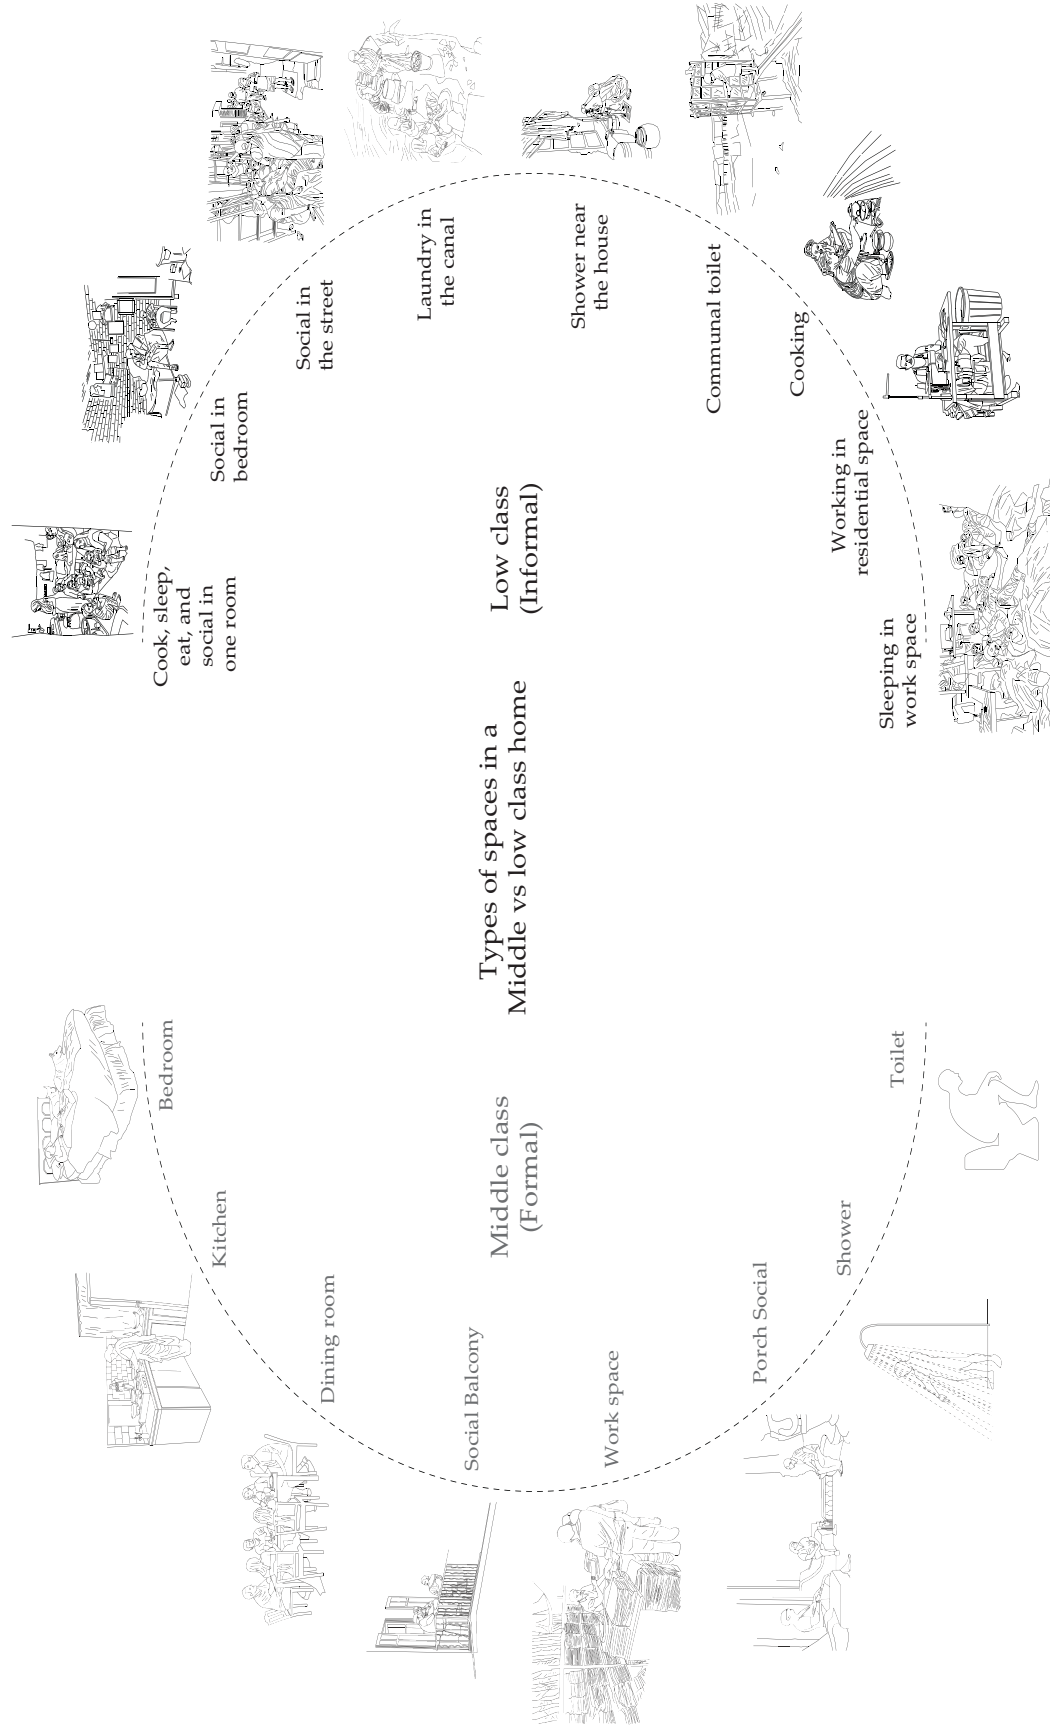 Types of spaces in a
Middle vs low class home
Middle class
(Formal)
Bedroom
Kitchen
Dining room
Social Balcony
Work space
Porch Social
Shower
Toilet
Low class
(Informal)
Cook, sleep,
eat, and
social in
one room
Social in
bedroom
Social in
the street
Laundry in
the canal
Shower near
the house
Communal toilet
Cooking
Working in
residential space
Sleeping in
work space